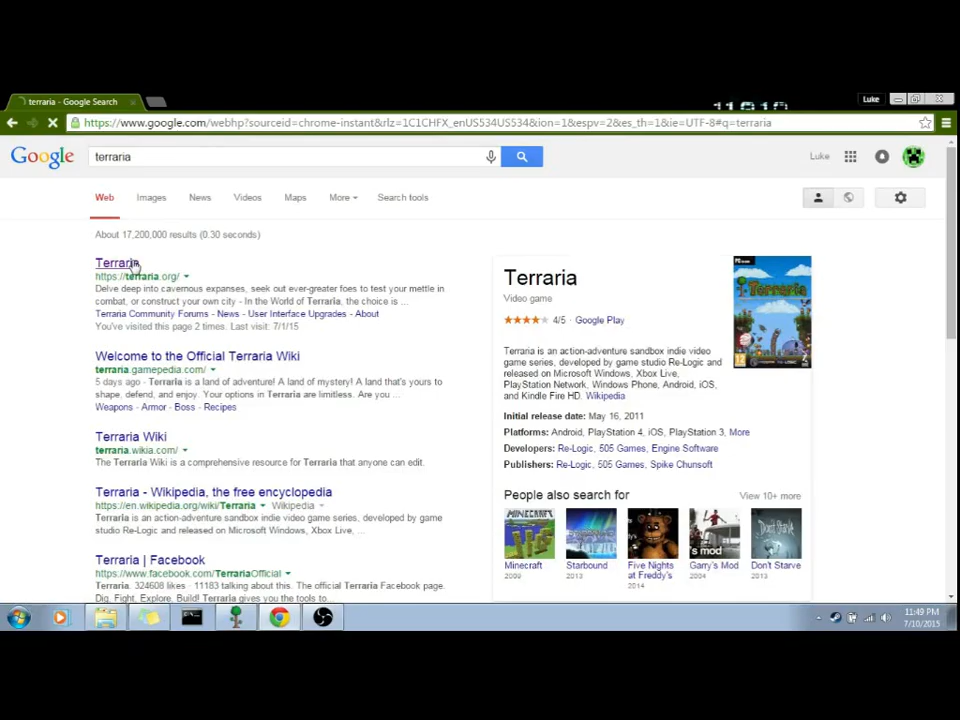 terraria - Google Search
Luke
https://www.google.com/webhp?sourceid=chrome-instant&rlz=1C1CHFX_enUS534US534&ion=1&espv=2&es_th=1&ie=UTF-8#q=terraria
Google
terraria
Luke
Web Images News Videos Maps More Search tools
About 17,200,000 results (0.30 seconds)
Terraria
https://terraria.org/
Delve deep into cavernous expanses, seek out ever-greater foes to test your mettle in
combat, or construct your own city - In the World of Terraria, the choice is ...
Terraria Community Forums - News - User Interface Upgrades - About
You've visited this page 2 times. Last visit: 7/1/15
Welcome to the Official Terraria Wiki
terraria.gamepedia.com/
5 days ago - Terraria is a land of adventure! A land of mystery! A land that's yours to
shape, defend, and enjoy. Your options in Terraria are limitless. Are you ...
Weapons - Armor - Boss - Recipes
Terraria Wiki
terraria.wikia.com/
The Terraria Wiki is a comprehensive resource for Terraria that anyone can edit.
Terraria - Wikipedia, the free encyclopedia
https://en.wikipedia.org/wiki/Terraria Wikipedia
Terraria is an action-adventure sandbox indie video game series, developed by game
studio Re-Logic and released on Microsoft Windows, Xbox Live, ...
Terraria | Facebook
https://www.facebook.com/TerrariaOfficial
Terraria. 324608 likes · 11183 talking about this. The official Terraria Facebook page.
Dig, Fight, Explore, Build! Terraria gives you the tools to...
Terraria
Video game
4/5 · Google Play
Terraria is an action-adventure sandbox indie video
game series, developed by game studio Re-Logic and
released on Microsoft Windows, Xbox Live,
PlayStation Network, Windows Phone, Android, iOS,
and Kindle Fire HD. Wikipedia
Initial release date: May 16, 2011
Platforms: Android, PlayStation 4, iOS, PlayStation 3, More
Developers: Re-Logic, 505 Games, Engine Software
Publishers: Re-Logic, 505 Games, Spike Chunsoft
Terraria
12
People also search for
View 10+ more
MINECRAFT
Don't Starve
Minecraft
2009
Starbound
2013
Five Nights
at Freddy's
2014
Garry's Mod
2004
Don't Starve
2013
11:49 PM
7/10/2015